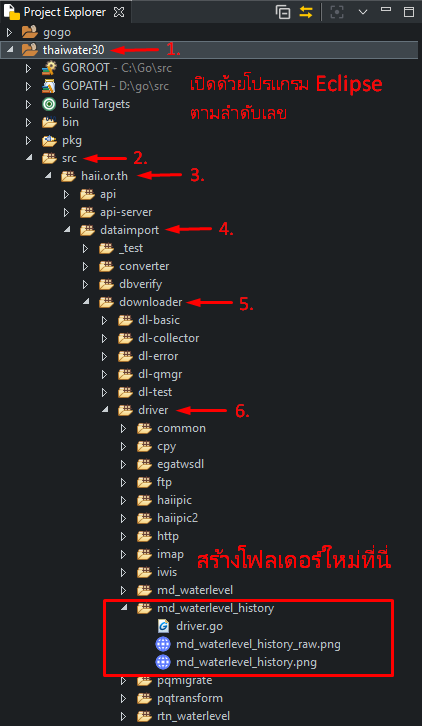 Project Explorer
gogo
thaiwater30 1.
GOROOT - C:\Go\src
GOPATH - D:\go\src เปิดด้วยโปรแกรม Eclipse
Build Targets ตามลำดับเลข
bin
pkg
src 2.
haii.or.th 3.
api
api-server
dataimport 4.
_test
converter
dbverify
downloader 5.
dl-basic
dl-collector
dl-error
dl-qmgr
dl-test
driver 6.
common
cpy
egatwsdl
ftp
haiipic
haiipic2
http
imap สร้างโฟลเดอร์ใหม่ที่นี่
iwis
md_waterlevel
md_waterlevel_history
driver.go
md_waterlevel_history_raw.png
md_waterlevel_history.png
pqmigrate
pqtransform
rtn_waterlevel